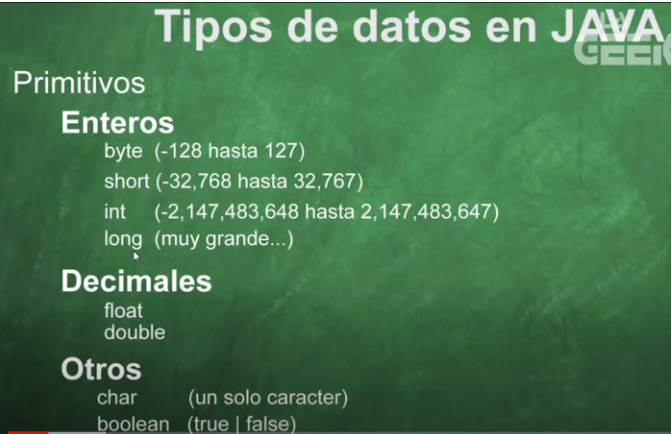 Tipos de datos en JAVA
LA
GEEK
Primitivos
Enteros
byte (-128 hasta 127)
short (-32,768 hasta 32,767)
int (-2,147,483,648 hasta 2,147,483,647)
long (muy grande...)
Decimales
float
double
Otros
char (un solo caracter)
boolean (true | false)